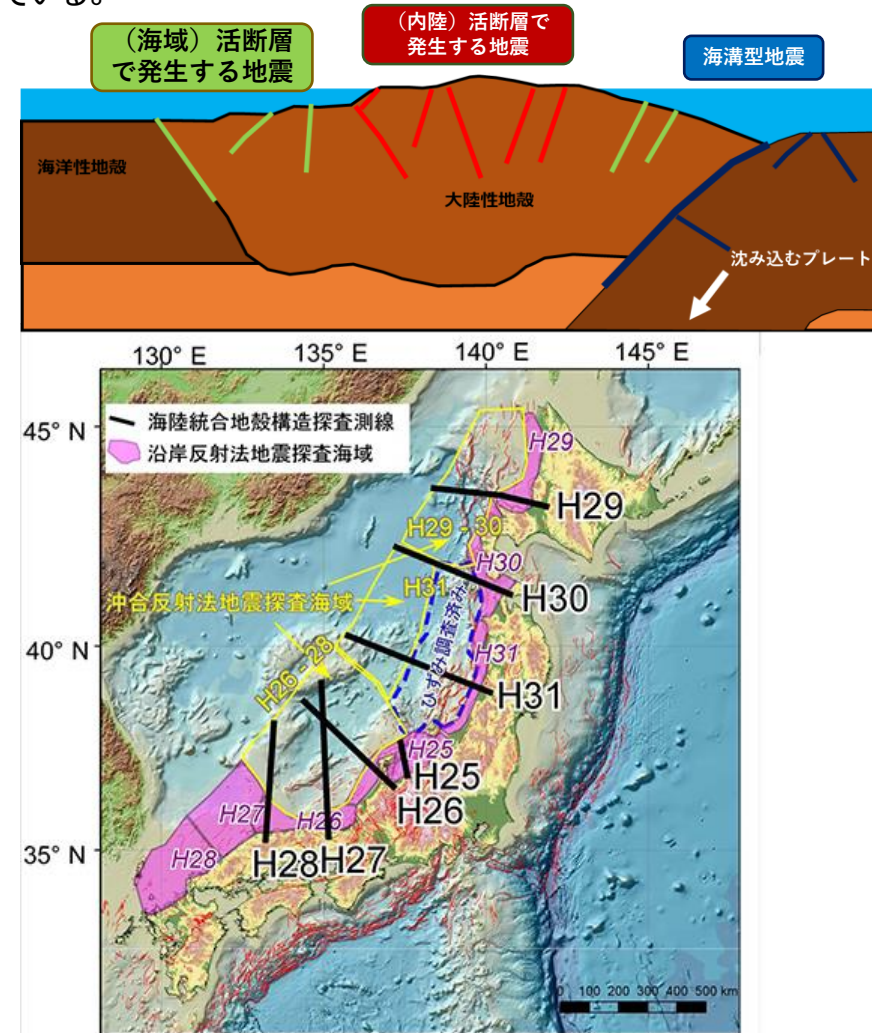 ている。
（海域）活断層
で発生する地震
（内陸）活断層で
発生する地震
海溝型地震
海洋性地殻
大陸性地殻
沈み込むプレート
130° E
135° E
140° E
145° E
45° N
40° N
35° N
海陸統合地殻構造探査測線
沿岸反射法地震探査海域
H29
H29
H29 - 30
H30
H30
H31
沖合反射法地震探査海域
ひずみ調査済み
H31
H31
H26 - 28
H25
H25
H26
H27
H26
H28
H28
H27
0 100 200 300 400 500 km